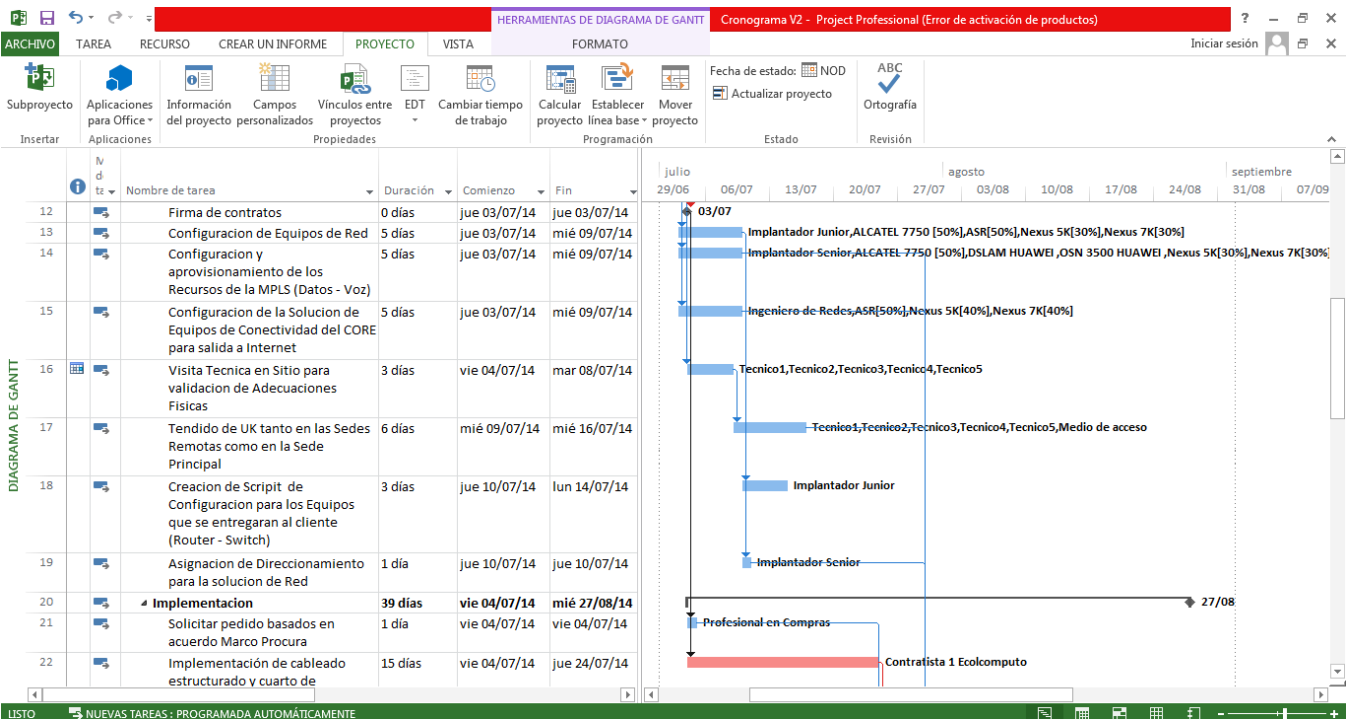 HERRAMIENTAS DE DIAGRAMA DE GANTT
Cronograma V2 - Project Professional (Error de activación de productos)
?
ARCHIVO TAREA RECURSO CREAR UN INFORME PROYECTO VISTA FORMATO
Iniciar sesión
Subproyecto
Aplicaciones
para Office
Información
del proyecto
Campos
personalizados
Vínculos entre
proyectos
EDT
Cambiar tiempo
de trabajo
Calcular
proyecto
Establecer
línea base
Mover
proyecto
Fecha de estado: NOD
Actualizar proyecto
ABC
Ortografía
Insertar Aplicaciones Propiedades Programación Estado Revisión
Nombre de tarea Duración Comienzo Fin
julio agosto septiembre
29/06 06/07 13/07 20/07 27/07 03/08 10/08 17/08 24/08 31/08 07/09
DIAGRAMA DE GANTT
12 Firma de contratos 0 días jue 03/07/14 jue 03/07/14 03/07
13 Configuracion de Equipos de Red 5 días jue 03/07/14 mié 09/07/14 Implantador Junior,ALCATEL 7750 [50%],ASR[50%],Nexus 5K[30%],Nexus 7K[30%]
14 Configuracion y 5 días jue 03/07/14 mié 09/07/14 Implantador Senior,ALCATEL 7750 [50%],DSLAM HUAWEI ,OSN 3500 HUAWEI ,Nexus 5K[30%],Nexus 7K[30%
aprovisionamiento de los
Recursos de la MPLS (Datos - Voz)
15 Configuracion de la Solucion de 5 días jue 03/07/14 mié 09/07/14 Ingeniero de Redes,ASR[50%],Nexus 5K[40%],Nexus 7K[40%]
Equipos de Conectividad del CORE
para salida a Internet
16 Visita Tecnica en Sitio para 3 días vie 04/07/14 mar 08/07/14 Tecnico1,Tecnico2,Tecnico3,Tecnico4,Tecnico5
validacion de Adecuaciones
Fisicas
17 Tendido de UK tanto en las Sedes 6 días mié 09/07/14 mié 16/07/14 Tecnico1,Tecnico2,Tecnico3,Tecnico4,Tecnico5,Medio de acceso
Remotas como en la Sede
Principal
18 Creacion de Scripit de 3 días jue 10/07/14 lun 14/07/14 Implantador Junior
Configuracion para los Equipos
que se entregaran al cliente
(Router - Switch)
19 Asignacion de Direccionamiento 1 día jue 10/07/14 jue 10/07/14 Implantador Senior
para la solucion de Red
20 Implementacion 39 días vie 04/07/14 mié 27/08/14 27/08
21 Solicitar pedido basados en 1 día vie 04/07/14 vie 04/07/14 Profesional en Compras
acuerdo Marco Procura
22 Implementación de cableado 15 días vie 04/07/14 jue 24/07/14 Contratista 1 Ecolcomputo
estructurado y cuarto de
LISTO NUEVAS TAREAS : PROGRAMADA AUTOMÁTICAMENTE